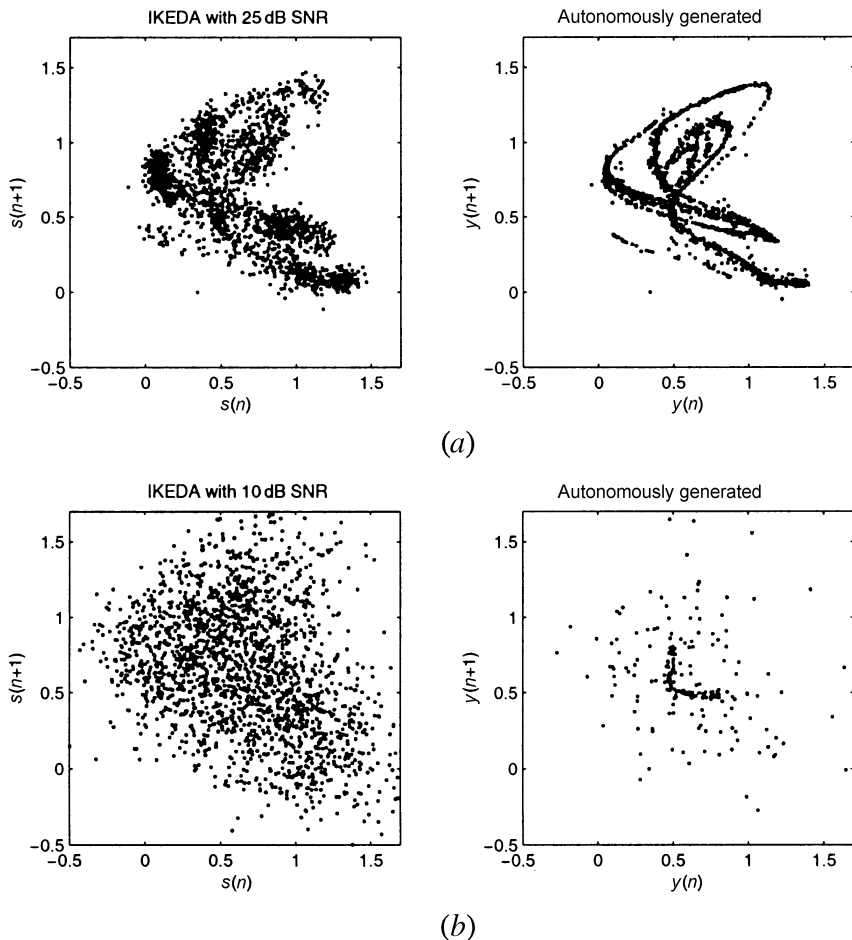 IKEDA with 25 dB SNR
Autonomously generated
1.5
1
0.5
0
−0.5
s(n+1)
−0.5 0 0.5 1 1.5
s(n)
1.5
1
0.5
0
−0.5
y(n+1)
−0.5 0 0.5 1 1.5
y(n)
(a)
IKEDA with 10 dB SNR
Autonomously generated
1.5
1
0.5
0
−0.5
s(n+1)
−0.5 0 0.5 1 1.5
s(n)
1.5
1
0.5
0
−0.5
y(n+1)
−0.5 0 0.5 1 1.5
y(n)
(b)